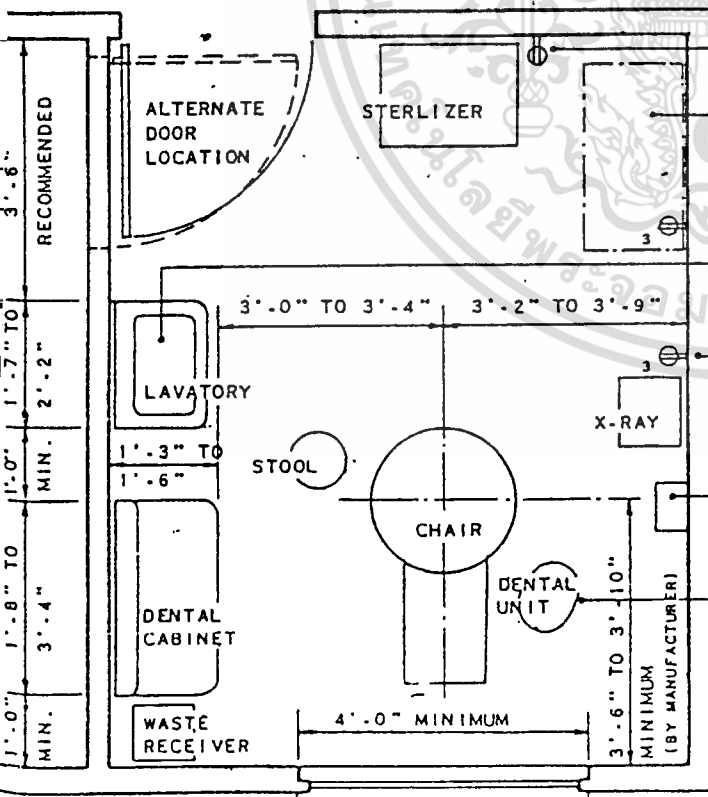 ALTERNATE
DOOR
LOCATION
STERLIZER
3'-6"
RECOMMENDED
3
3'-0" TO 3'-4"
3'-2" TO 3'-9"
1'-7" TO
2'-2"
LAVATORY
3
X-RAY
1'-0"
MIN.
1'-3" TO
1'-6"
STOOL
CHAIR
1'-8" TO
3'-4"
DENTAL
CABINET
DENTAL
UNIT
3'-6" TO 3'-10"
MINIMUM
(BY MANUFACTURER)
1'-0"
MIN.
WASTE
RECEIVER
4'-0" MINIMUM